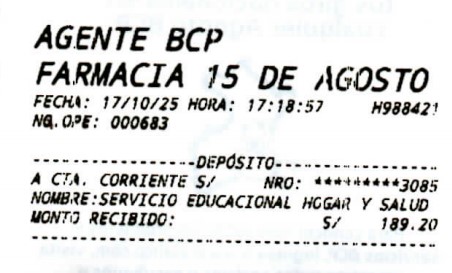 AGENTE BCP
FARMACIA 15 DE AGOSTO
FECHA: 17/10/25 HORA: 17:18:57 H988421
NO.OPE: 000683
DEPÓSITO
A CTA. CORRIENTE S/ NRO: *********3085
NOMBRE:SERVICIO EDUCACIONAL HOGAR Y SALUD
MONTO RECIBIDO: S/ 189.20